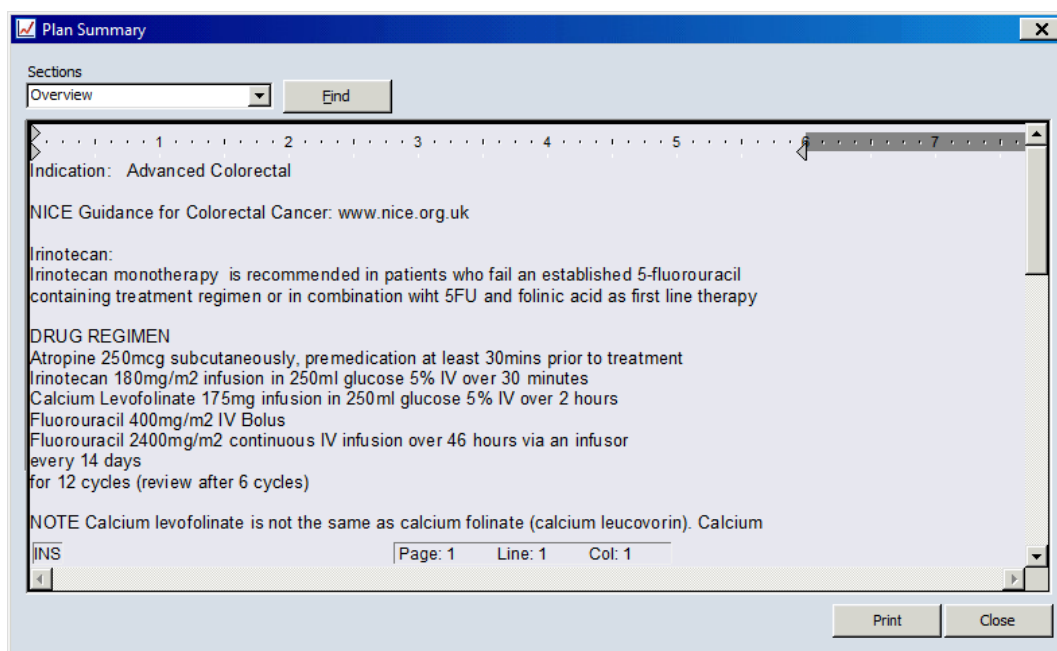 Plan Summary
Sections
Overview
Find
1 2 3 4 5 6 7
Indication: Advanced Colorectal
NICE Guidance for Colorectal Cancer: www.nice.org.uk
Irinotecan:
Irinotecan monotherapy is recommended in patients who fail an established 5-fluorouracil
containing treatment regimen or in combination wiht 5FU and folinic acid as first line therapy
DRUG REGIMEN
Atropine 250mcg subcutaneously, premedication at least 30mins prior to treatment
Irinotecan 180mg/m2 infusion in 250ml glucose 5% IV over 30 minutes
Calcium Levofolinate 175mg infusion in 250ml glucose 5% IV over 2 hours
Fluorouracil 400mg/m2 IV Bolus
Fluorouracil 2400mg/m2 continuous IV infusion over 46 hours via an infusor
every 14 days
for 12 cycles (review after 6 cycles)
NOTE Calcium levofolinate is not the same as calcium folinate (calcium leucovorin). Calcium
INS Page: 1 Line: 1 Col: 1
Print Close